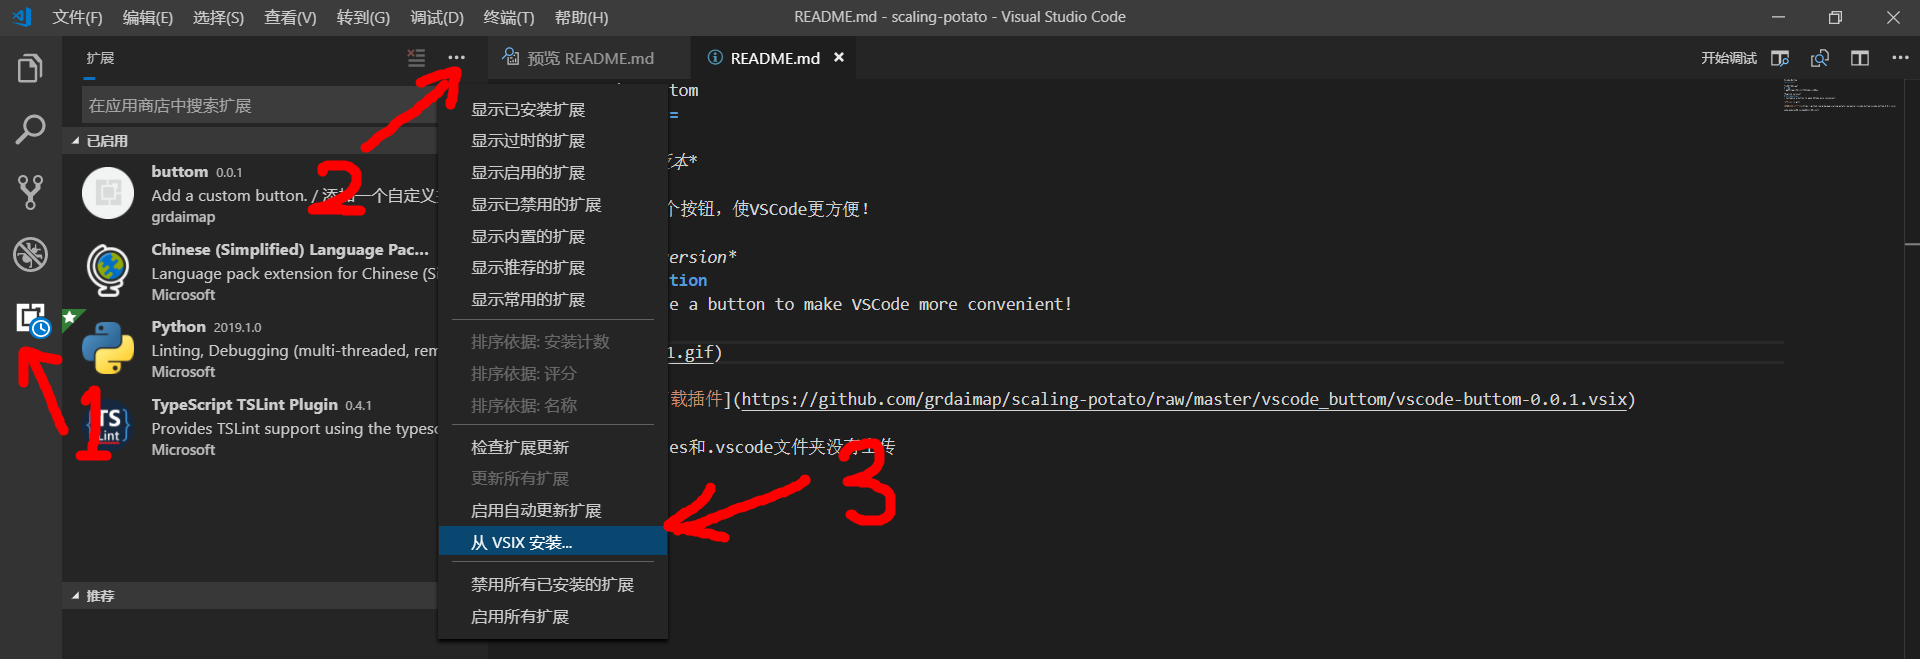 文件(F) 编辑(E) 选择(S) 查看(V) 转到(G) 调试(D) 终端(T) 帮助(H)
README.md - scaling-potato - Visual Studio Code
扩展
预览 README.md
README.md
开始调试
在应用商店中搜索扩展
已启用
buttom 0.0.1
Add a custom button. / 添加一个自定义
grdaimap
Chinese (Simplified) Language Pac...
Language pack extension for Chinese (Si
Microsoft
Python 2019.1.0
Linting, Debugging (multi-threaded, rem
Microsoft
TS
Lint
TypeScript TSLint Plugin 0.4.1
Provides TSLint support using the typesc
Microsoft
推荐
1
2
3
显示已安装扩展
显示过时的扩展
显示启用的扩展
显示已禁用的扩展
显示内置的扩展
显示推荐的扩展
显示常用的扩展
排序依据: 安装计数
排序依据: 评分
排序依据: 名称
检查扩展更新
更新所有扩展
启用自动更新扩展
从 VSIX 安装...
禁用所有已安装的扩展
启用所有扩展
tom
=
本*
个按钮，使VSCode更方便！
ersion*
tion
e a button to make VSCode more convenient!
1.gif)
载插件](https://github.com/grdaimap/scaling-potato/raw/master/vscode_buttom/vscode-buttom-0.0.1.vsix)
es和.vscode文件夹没有上传